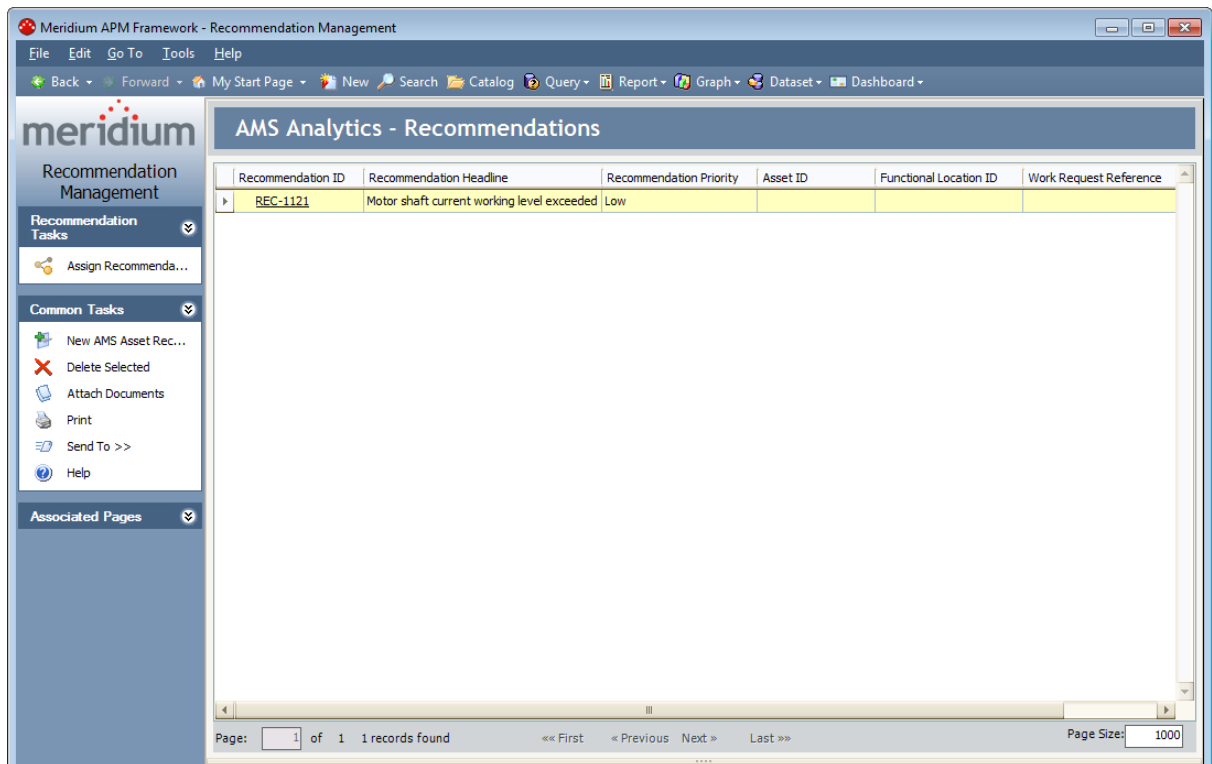 Meridium APM Framework - Recommendation Management
File Edit Go To Tools Help
Back Forward My Start Page New Search Catalog Query Report Graph Dataset Dashboard
meridium
AMS Analytics - Recommendations
Recommendation
Management
Recommendation
Tasks
Assign Recommenda...
Common Tasks
New AMS Asset Rec...
Delete Selected
Attach Documents
Print
Send To >>
Help
Associated Pages
Recommendation ID Recommendation Headline Recommendation Priority Asset ID Functional Location ID Work Request Reference
REC-1121 Motor shaft current working level exceeded Low
Page: 1 of 1 1 records found «« First « Previous Next » Last »» Page Size: 1000